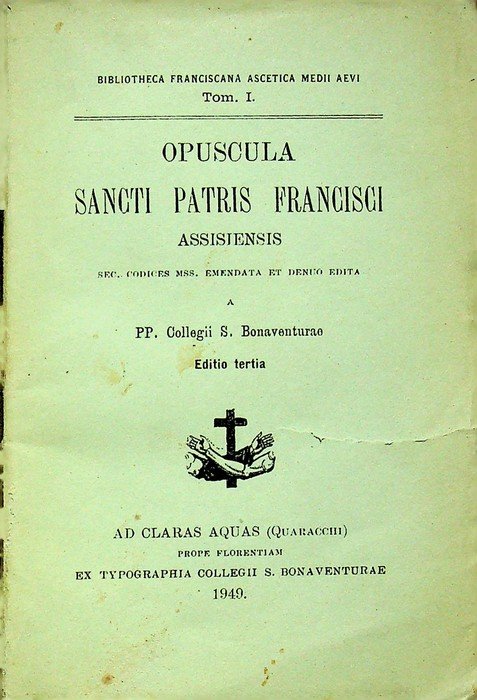 BIBLIOTHECA FRANCISCANA ASCETICA MEDII AEVI
Tom. I.
OPUSCULA
SANCTI PATRIS FRANCISCI
ASSISIENSIS
SEC. CODICES MSS. EMENDATA ET DENUO EDITA
A
PP. Collegii S. Bonaventurae
Editio tertia
AD CLARAS AQUAS (QUARACCHI)
PROPE FLORENTIAM
EX TYPOGRAPHIA COLLEGII S. BONAVENTURAE
1949.